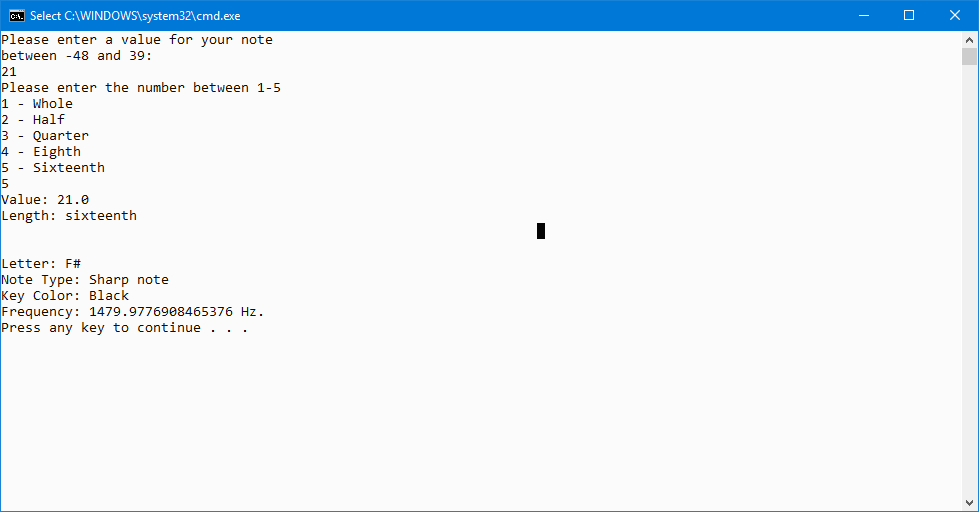 Select C:\WINDOWS\system32\cmd.exe
Please enter a value for your note
between -48 and 39:
21
Please enter the number between 1-5
1 - Whole
2 - Half
3 - Quarter
4 - Eighth
5 - Sixteenth
5
Value: 21.0
Length: sixteenth
Letter: F#
Note Type: Sharp note
Key Color: Black
Frequency: 1479.9776908465376 Hz.
Press any key to continue . . .